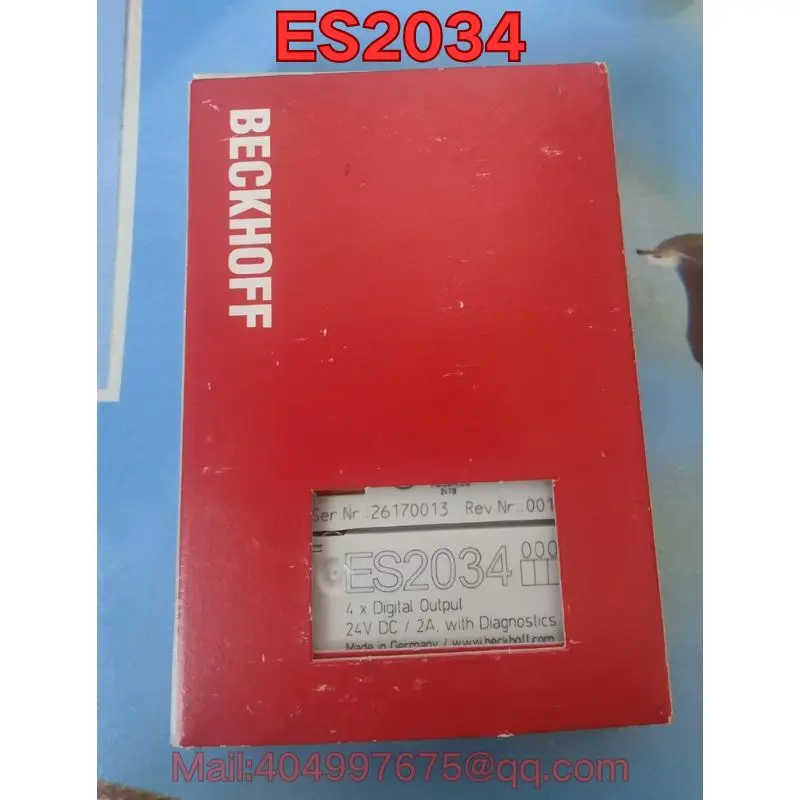 ES2034
BECKHOFF
Ser Nr.:26170013 Rev Nr.:001
ES2034
4 x Digital Output
24V DC / 2A, with Diagnostics
Made in Germany / www.beckhoff.com
Mail:404997675@qq.com